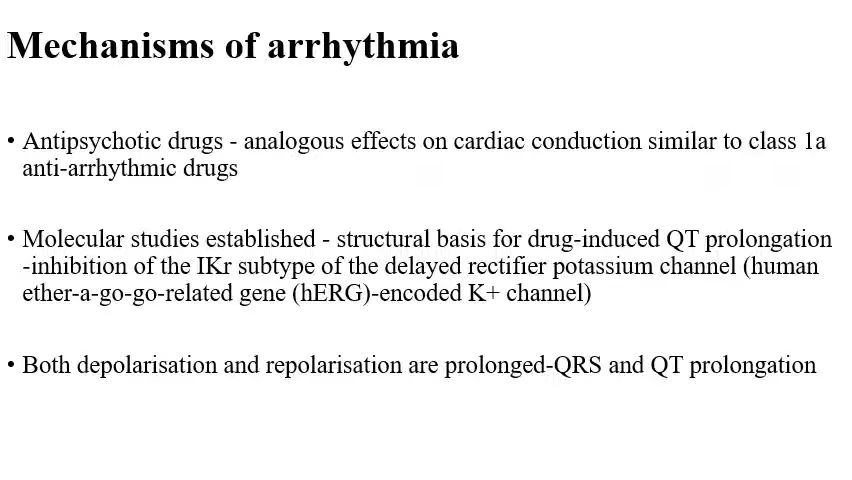 Mechanisms of arrhythmia
• Antipsychotic drugs - analogous effects on cardiac conduction similar to class 1a
anti-arrhythmic drugs
• Molecular studies established - structural basis for drug-induced QT prolongation
-inhibition of the IKr subtype of the delayed rectifier potassium channel (human
ether-a-go-go-related gene (hERG)-encoded K+ channel)
• Both depolarisation and repolarisation are prolonged-QRS and QT prolongation